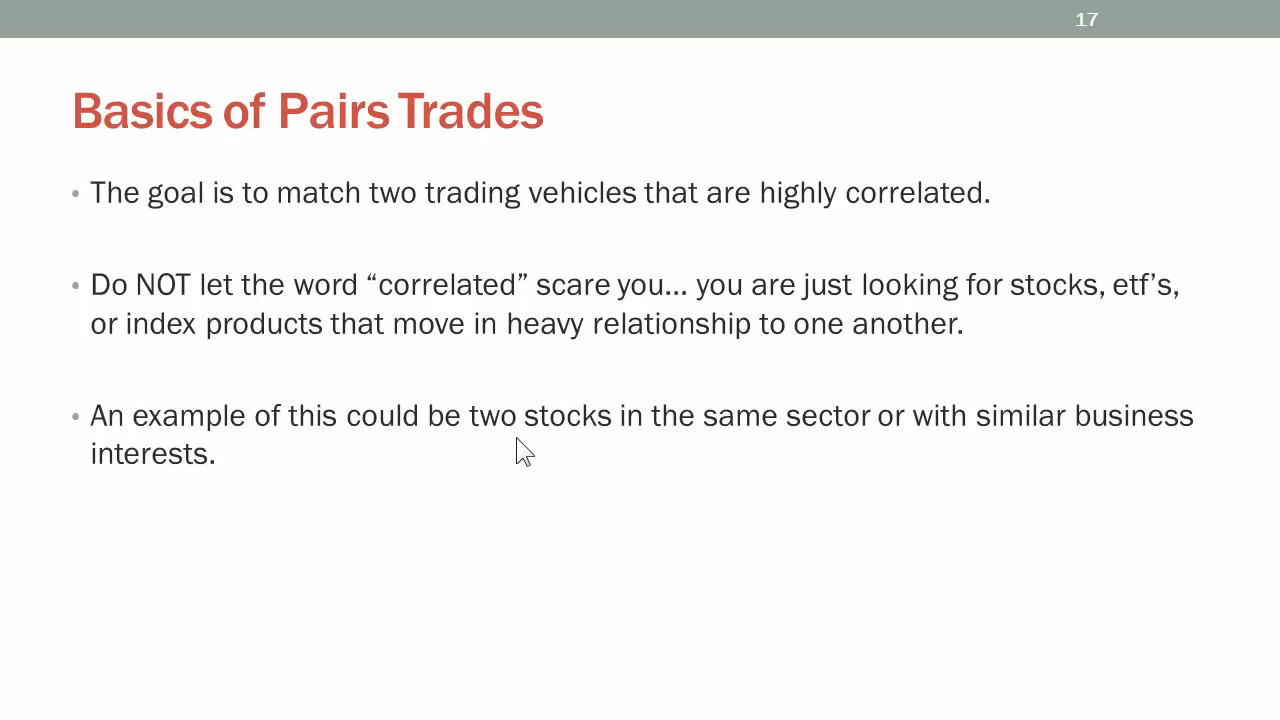 17
Basics of Pairs Trades
• The goal is to match two trading vehicles that are highly correlated.
• Do NOT let the word “correlated” scare you... you are just looking for stocks, etf’s,
or index products that move in heavy relationship to one another.
• An example of this could be two stocks in the same sector or with similar business
interests.